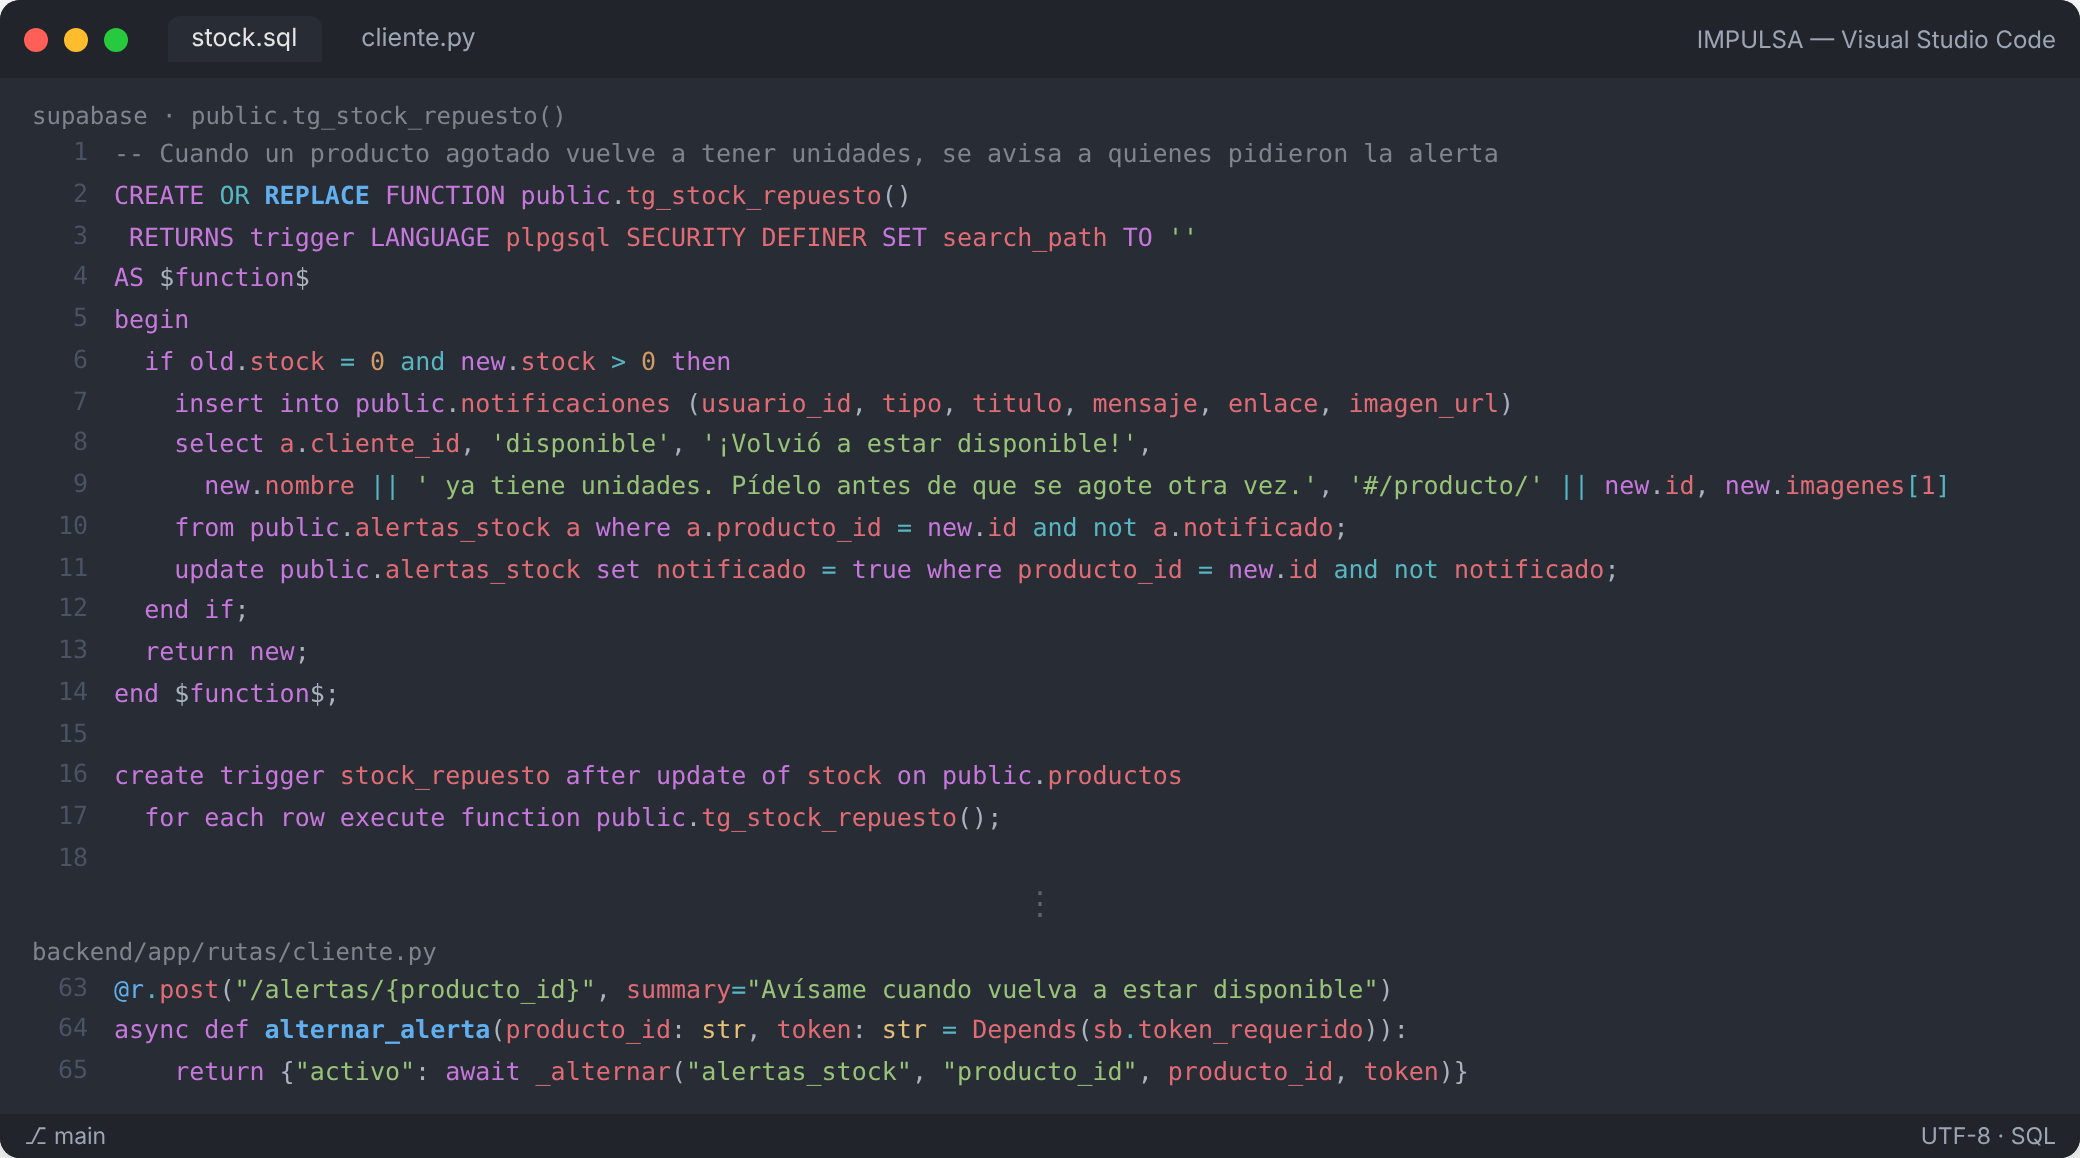 stock.sql
cliente.py
IMPULSA — Visual Studio Code
supabase · public.tg_stock_repuesto()
1 -- Cuando un producto agotado vuelve a tener unidades, se avisa a quienes pidieron la alerta
2 CREATE OR REPLACE FUNCTION public.tg_stock_repuesto()
3  RETURNS trigger LANGUAGE plpgsql SECURITY DEFINER SET search_path TO ''
4 AS $function$
5 begin
6   if old.stock = 0 and new.stock > 0 then
7     insert into public.notificaciones (usuario_id, tipo, titulo, mensaje, enlace, imagen_url)
8     select a.cliente_id, 'disponible', '¡Volvió a estar disponible!',
9       new.nombre || ' ya tiene unidades. Pídelo antes de que se agote otra vez.', '#/producto/' || new.id, new.imagenes[1]
10     from public.alertas_stock a where a.producto_id = new.id and not a.notificado;
11     update public.alertas_stock set notificado = true where producto_id = new.id and not notificado;
12   end if;
13   return new;
14 end $function$;
15
16 create trigger stock_repuesto after update of stock on public.productos
17   for each row execute function public.tg_stock_repuesto();
18
⋮
backend/app/rutas/cliente.py
63 @r.post("/alertas/{producto_id}", summary="Avísame cuando vuelva a estar disponible")
64 async def alternar_alerta(producto_id: str, token: str = Depends(sb.token_requerido)):
65     return {"activo": await _alternar("alertas_stock", "producto_id", producto_id, token)}
⎇ main
UTF-8 · SQL